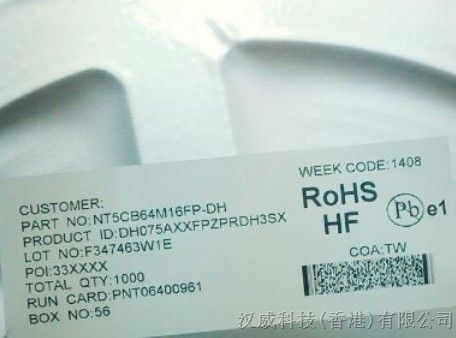 WEEK CODE:1408
CUSTOMER:
PART NO:NT5CB64M16FP-DH
PRODUCT ID:DH075AXXFPZPRDH3SX
LOT NO:F347463W1E
POI:33XXXX
TOTAL QTY:1000
RUN CARD:PNT06400961
BOX NO:56
RoHS
HF
Pb e1
COA:TW
汉威科技(香港)有限公司